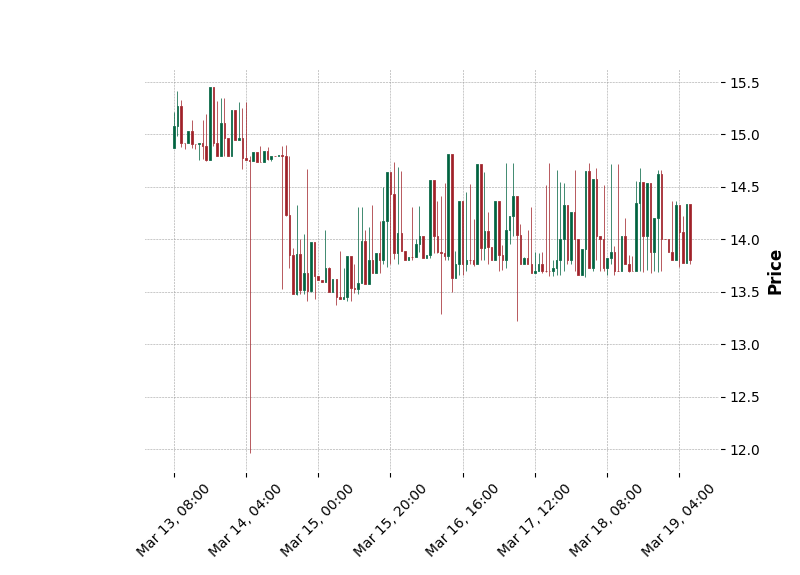 15.5
15.0
14.5
14.0
13.5
13.0
12.5
12.0
Price
Mar 13, 08:00
Mar 14, 04:00
Mar 15, 00:00
Mar 15, 20:00
Mar 16, 16:00
Mar 17, 12:00
Mar 18, 08:00
Mar 19, 04:00